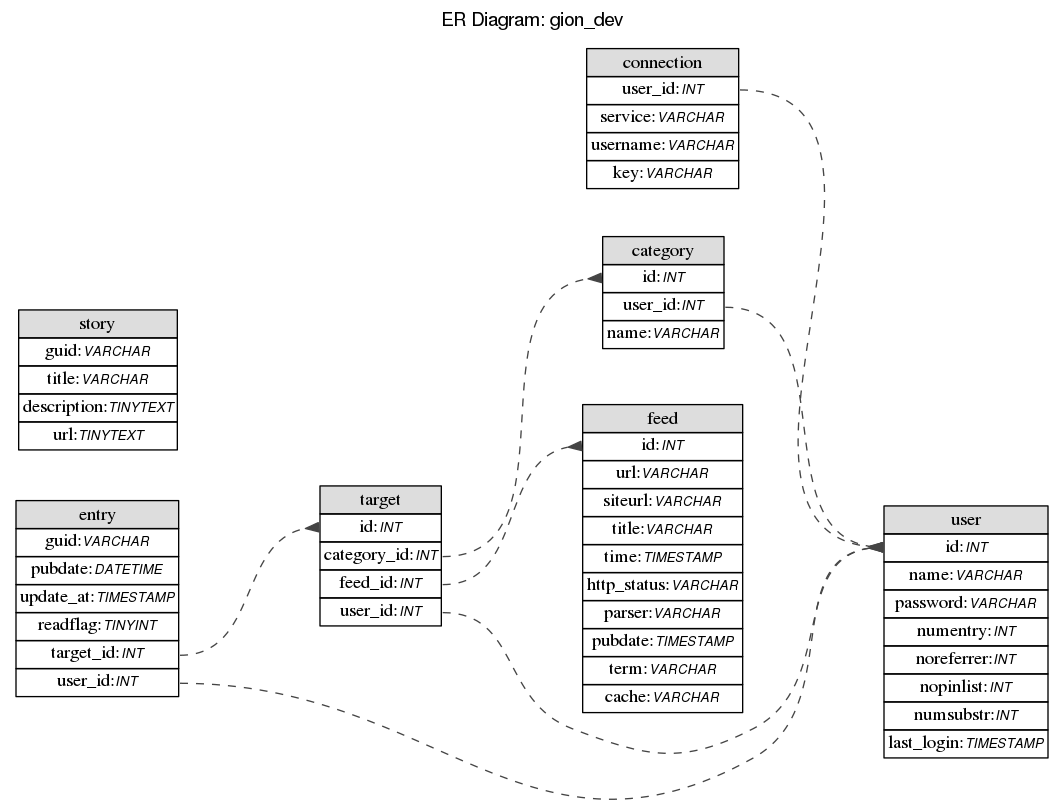 ER Diagram: gion_dev
connection
user_id: INT
service: VARCHAR
username: VARCHAR
key: VARCHAR
category
id: INT
user_id: INT
name: VARCHAR
story
guid: VARCHAR
title: VARCHAR
description: TINYTEXT
url: TINYTEXT
feed
id: INT
url: VARCHAR
siteurl: VARCHAR
title: VARCHAR
time: TIMESTAMP
http_status: VARCHAR
parser: VARCHAR
pubdate: TIMESTAMP
term: VARCHAR
cache: VARCHAR
target
id: INT
category_id: INT
feed_id: INT
user_id: INT
entry
guid: VARCHAR
pubdate: DATETIME
update_at: TIMESTAMP
readflag: TINYINT
target_id: INT
user_id: INT
user
id: INT
name: VARCHAR
password: VARCHAR
numentry: INT
noreferrer: INT
nopinlist: INT
numsubstr: INT
last_login: TIMESTAMP